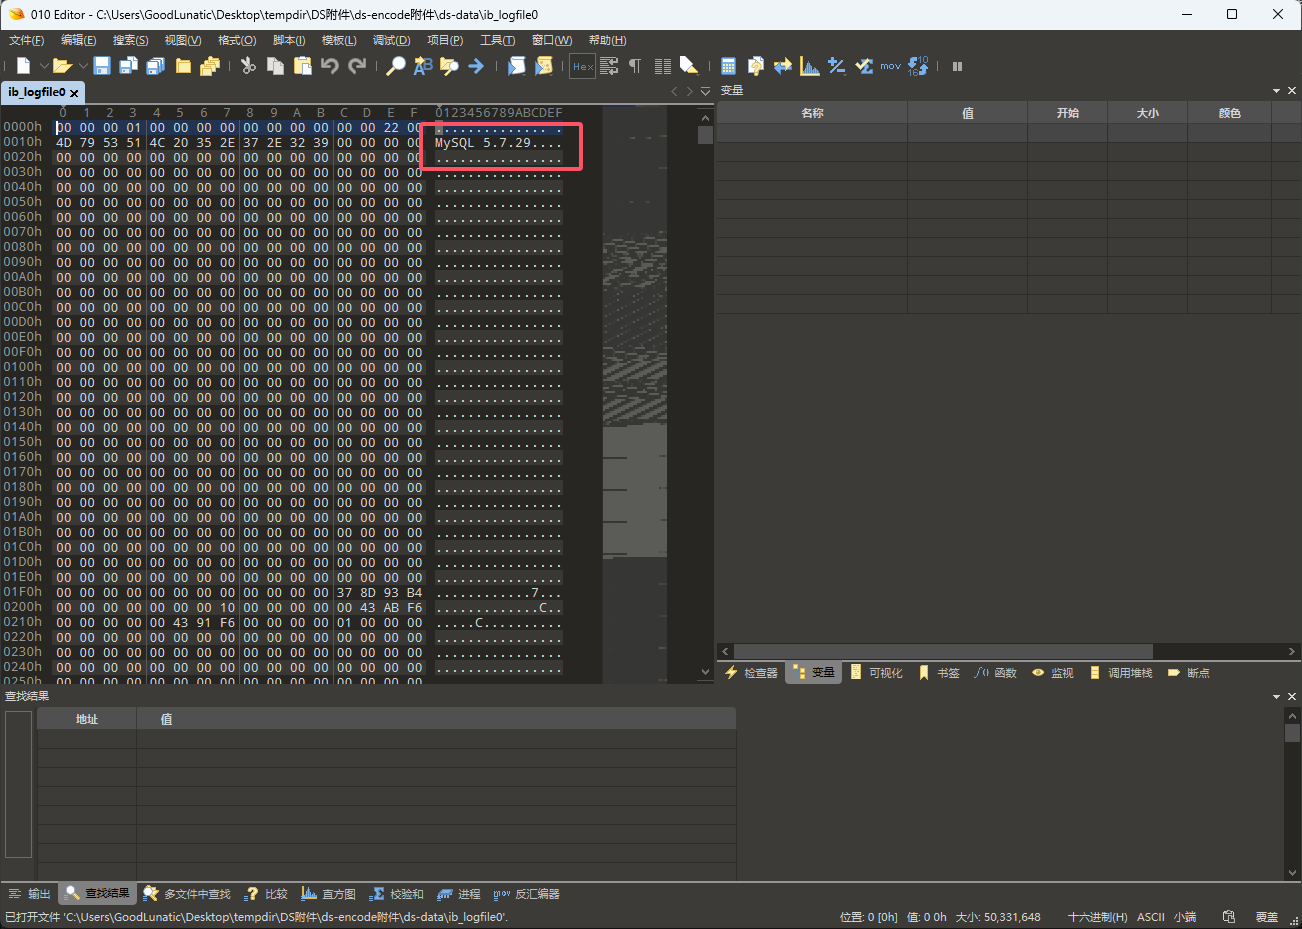 010 Editor - C:\Users\GoodLunatic\Desktop\tempdir\DS附件\ds-encode附件\ds-data\ib_logfile0
文件(F) 编辑(E) 搜索(S) 视图(V) 格式(O) 脚本(I) 模板(L) 调试(D) 项目(P) 工具(T) 窗口(W) 帮助(H)
Hex mov
ib_logfile0
变量
0 1 2 3 4 5 6 7 8 9 A B C D E F 0123456789ABCDEF
名称 值 开始 大小 颜色
0000h 00 00 00 01 00 00 00 00 00 00 00 00 00 00 22 00 ..............
0010h 4D 79 53 51 4C 20 35 2E 37 2E 32 39 00 00 00 00 MySQL 5.7.29....
0020h 00 00 00 00 00 00 00 00 00 00 00 00 00 00 00 00 ................
0030h 00 00 00 00 00 00 00 00 00 00 00 00 00 00 00 00 ................
0040h 00 00 00 00 00 00 00 00 00 00 00 00 00 00 00 00 ................
0050h 00 00 00 00 00 00 00 00 00 00 00 00 00 00 00 00 ................
0060h 00 00 00 00 00 00 00 00 00 00 00 00 00 00 00 00 ................
0070h 00 00 00 00 00 00 00 00 00 00 00 00 00 00 00 00 ................
0080h 00 00 00 00 00 00 00 00 00 00 00 00 00 00 00 00 ................
0090h 00 00 00 00 00 00 00 00 00 00 00 00 00 00 00 00 ................
00A0h 00 00 00 00 00 00 00 00 00 00 00 00 00 00 00 00 ................
00B0h 00 00 00 00 00 00 00 00 00 00 00 00 00 00 00 00 ................
00C0h 00 00 00 00 00 00 00 00 00 00 00 00 00 00 00 00 ................
00D0h 00 00 00 00 00 00 00 00 00 00 00 00 00 00 00 00 ................
00E0h 00 00 00 00 00 00 00 00 00 00 00 00 00 00 00 00 ................
00F0h 00 00 00 00 00 00 00 00 00 00 00 00 00 00 00 00 ................
0100h 00 00 00 00 00 00 00 00 00 00 00 00 00 00 00 00 ................
0110h 00 00 00 00 00 00 00 00 00 00 00 00 00 00 00 00 ................
0120h 00 00 00 00 00 00 00 00 00 00 00 00 00 00 00 00 ................
0130h 00 00 00 00 00 00 00 00 00 00 00 00 00 00 00 00 ................
0140h 00 00 00 00 00 00 00 00 00 00 00 00 00 00 00 00 ................
0150h 00 00 00 00 00 00 00 00 00 00 00 00 00 00 00 00 ................
0160h 00 00 00 00 00 00 00 00 00 00 00 00 00 00 00 00 ................
0170h 00 00 00 00 00 00 00 00 00 00 00 00 00 00 00 00 ................
0180h 00 00 00 00 00 00 00 00 00 00 00 00 00 00 00 00 ................
0190h 00 00 00 00 00 00 00 00 00 00 00 00 00 00 00 00 ................
01A0h 00 00 00 00 00 00 00 00 00 00 00 00 00 00 00 00 ................
01B0h 00 00 00 00 00 00 00 00 00 00 00 00 00 00 00 00 ................
01C0h 00 00 00 00 00 00 00 00 00 00 00 00 00 00 00 00 ................
01D0h 00 00 00 00 00 00 00 00 00 00 00 00 00 00 00 00 ................
01E0h 00 00 00 00 00 00 00 00 00 00 00 00 00 00 00 00 ................
01F0h 00 00 00 00 00 00 00 00 00 00 00 00 37 8D 93 B4 ............7...
0200h 00 00 00 00 00 00 00 10 00 00 00 00 00 43 AB F6 .............C..
0210h 00 00 00 00 00 43 91 F6 00 00 00 00 01 00 00 00 .....C..........
0220h 00 00 00 00 00 00 00 00 00 00 00 00 00 00 00 00 ................
0230h 00 00 00 00 00 00 00 00 00 00 00 00 00 00 00 00 ................
0240h 00 00 00 00 00 00 00 00 00 00 00 00 00 00 00 00 ................
0250h 00 00 00 00 00 00 00 00 00 00 00 00 00 00 00 00
检查器 变量 可视化 书签 函数 监视 调用堆栈 断点
查找结果
地址 值
输出 查找结果 多文件中查找 比较 直方图 校验和 进程 反汇编器
已打开文件 'C:\Users\GoodLunatic\Desktop\tempdir\DS附件\ds-encode附件\ds-data\ib_logfile0'.
位置: 0 [0h] 值: 0 0h 大小: 50,331,648 十六进制(H) ASCII 小端 覆盖